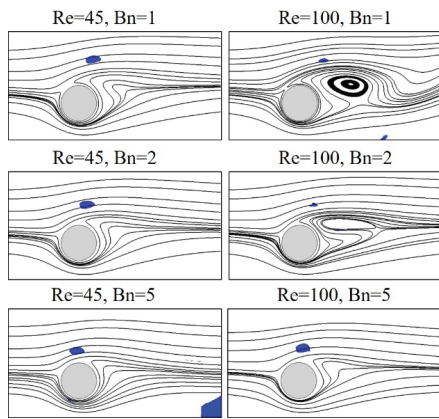 Re=45, Bn=1
Re=100, Bn=1
Re=45, Bn=2
Re=100, Bn=2
Re=45, Bn=5
Re=100, Bn=5